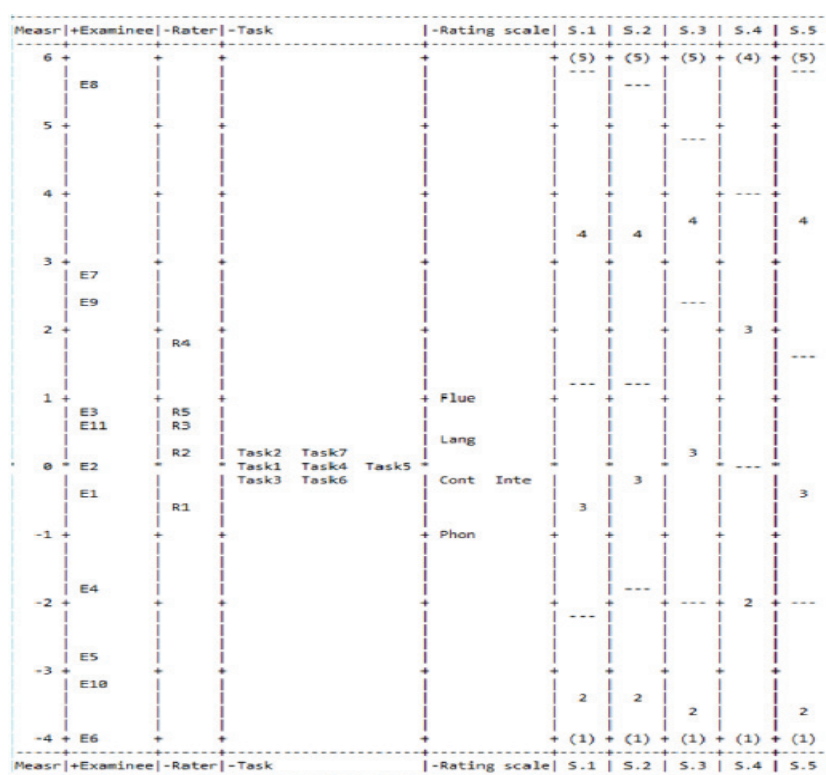 Measr|+Examinee|-Rater|-Task |-Rating scale| S.1 | S.2 | S.3 | S.4 | S.5
6 + + + + + (5) + (5) + (5) + (4) + (5)
--- ---
E8 ---
5 + + + + + + + + +
---
4 + + + + + + + + --- +
4 4
4 4
3 + + + + + + + + +
E7
E9 ---
2 + + + + + + + + 3 +
R4
---
--- ---
1 + + + + Flue + + + + +
E3 R5
E11 R3
Lang
R2 Task2 Task7 3
0 * E2 * * Task1 Task4 Task5 * * * * * --- *
Task3 Task6 Cont Inte 3
E1 3
R1 3
-1 + + + + Phon + + + + +
E4 ---
-2 + + + + + + + --- + 2 + ---
---
E5
-3 + + + + + + + + +
E10
2 2
2 2
-4 + E6 + + + + (1) + (1) + (1) + (1) + (1)
Measr|+Examinee|-Rater|-Task |-Rating scale| S.1 | S.2 | S.3 | S.4 | S.5